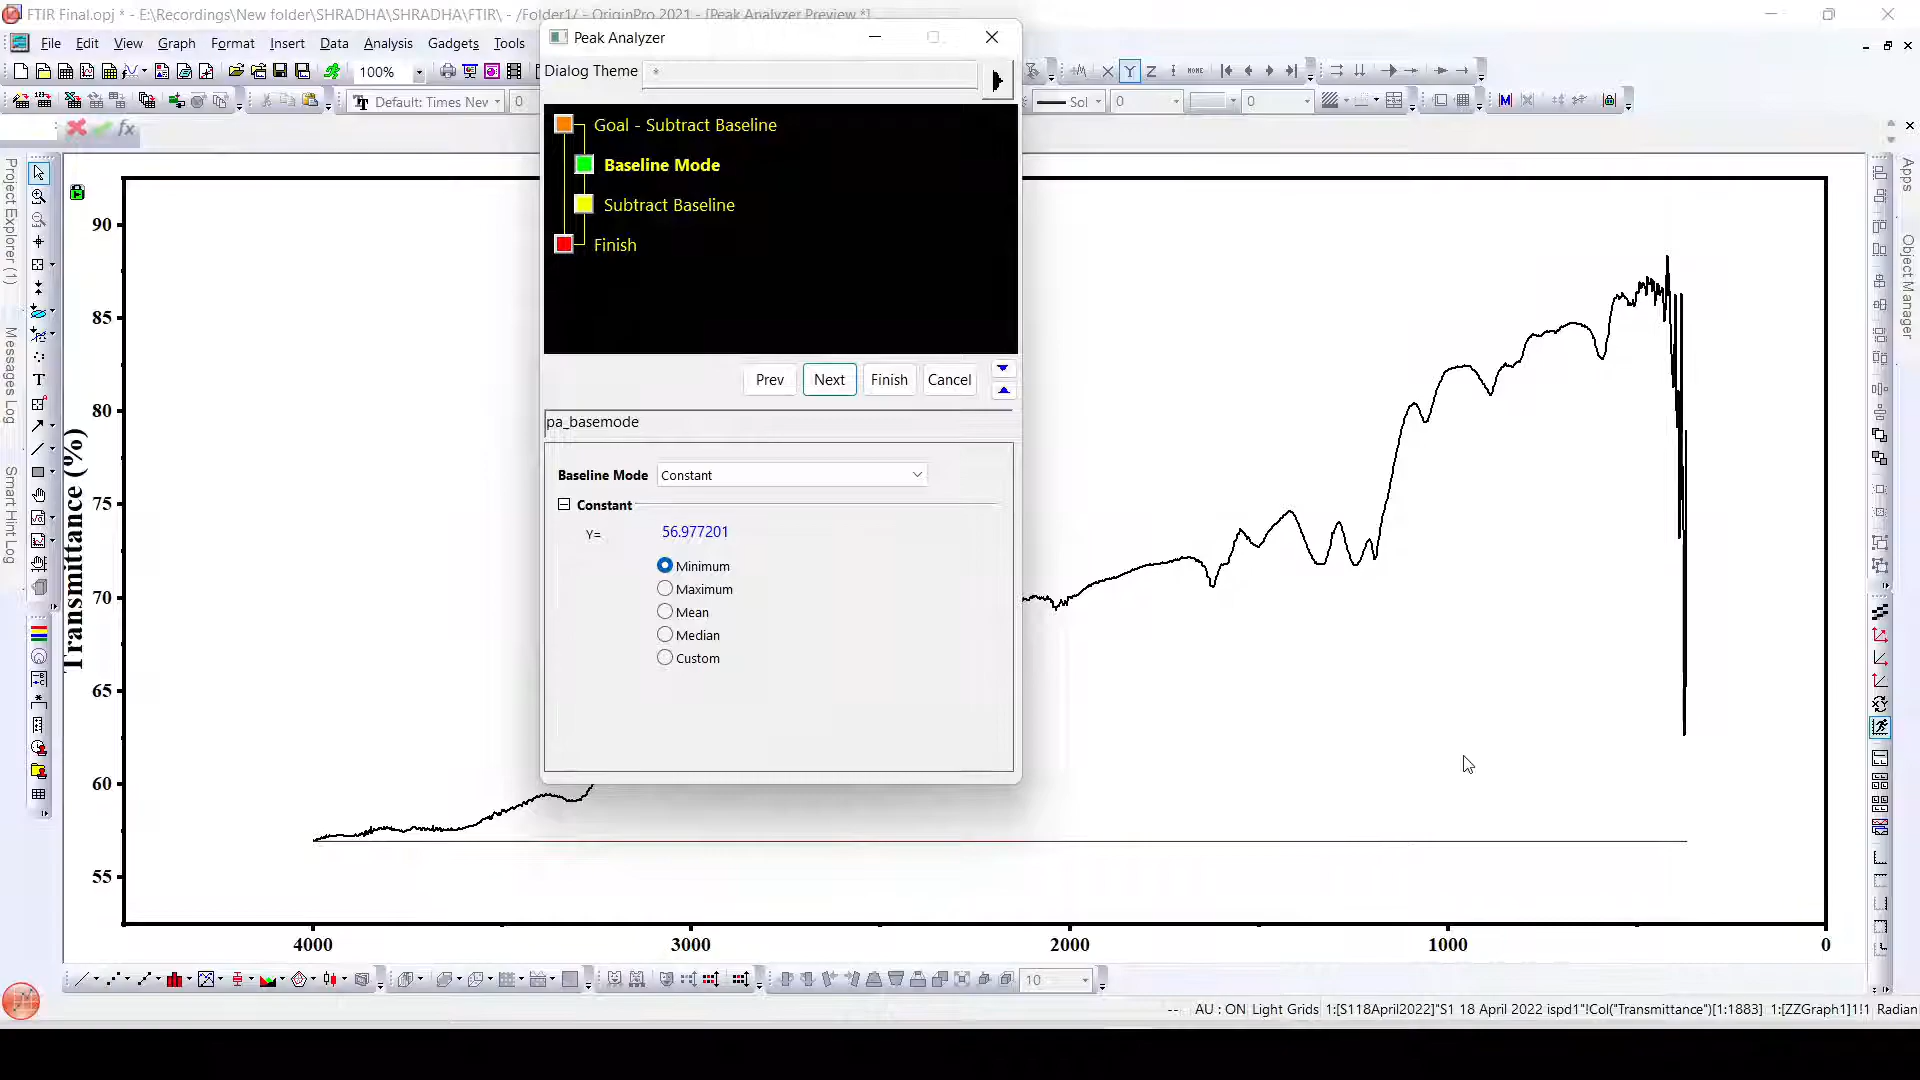 FTIR Final.opj * - E:\Recordings\New folder\SHRADHA\SHRADHA\FTIR\ - /Folder1/ - OriginPro 2021 - [Peak Analyzer Preview *]
File Edit View Graph Format Insert Data Analysis Gadgets Tools
Peak Analyzer
Dialog Theme *
100%
Default: Times Nev 0
Sol 0 0
fx
Goal - Subtract Baseline
Baseline Mode
Subtract Baseline
Finish
Prev Next Finish Cancel
pa_basemode
Baseline Mode Constant
Constant
Y= 56.977201
Minimum
Maximum
Mean
Median
Custom
Project Explorer (1)
Messages Log
Smart Hint Log
Apps
Object Manager
Transmittance (%)
90
85
80
75
70
65
60
55
4000 3000 2000 1000 0
10
-- AU : ON Light Grids 1:[S118April2022]"S1 18 April 2022 ispd1"!Col("Transmittance")[1:1883] 1:[ZZGraph1]1!1 Radian